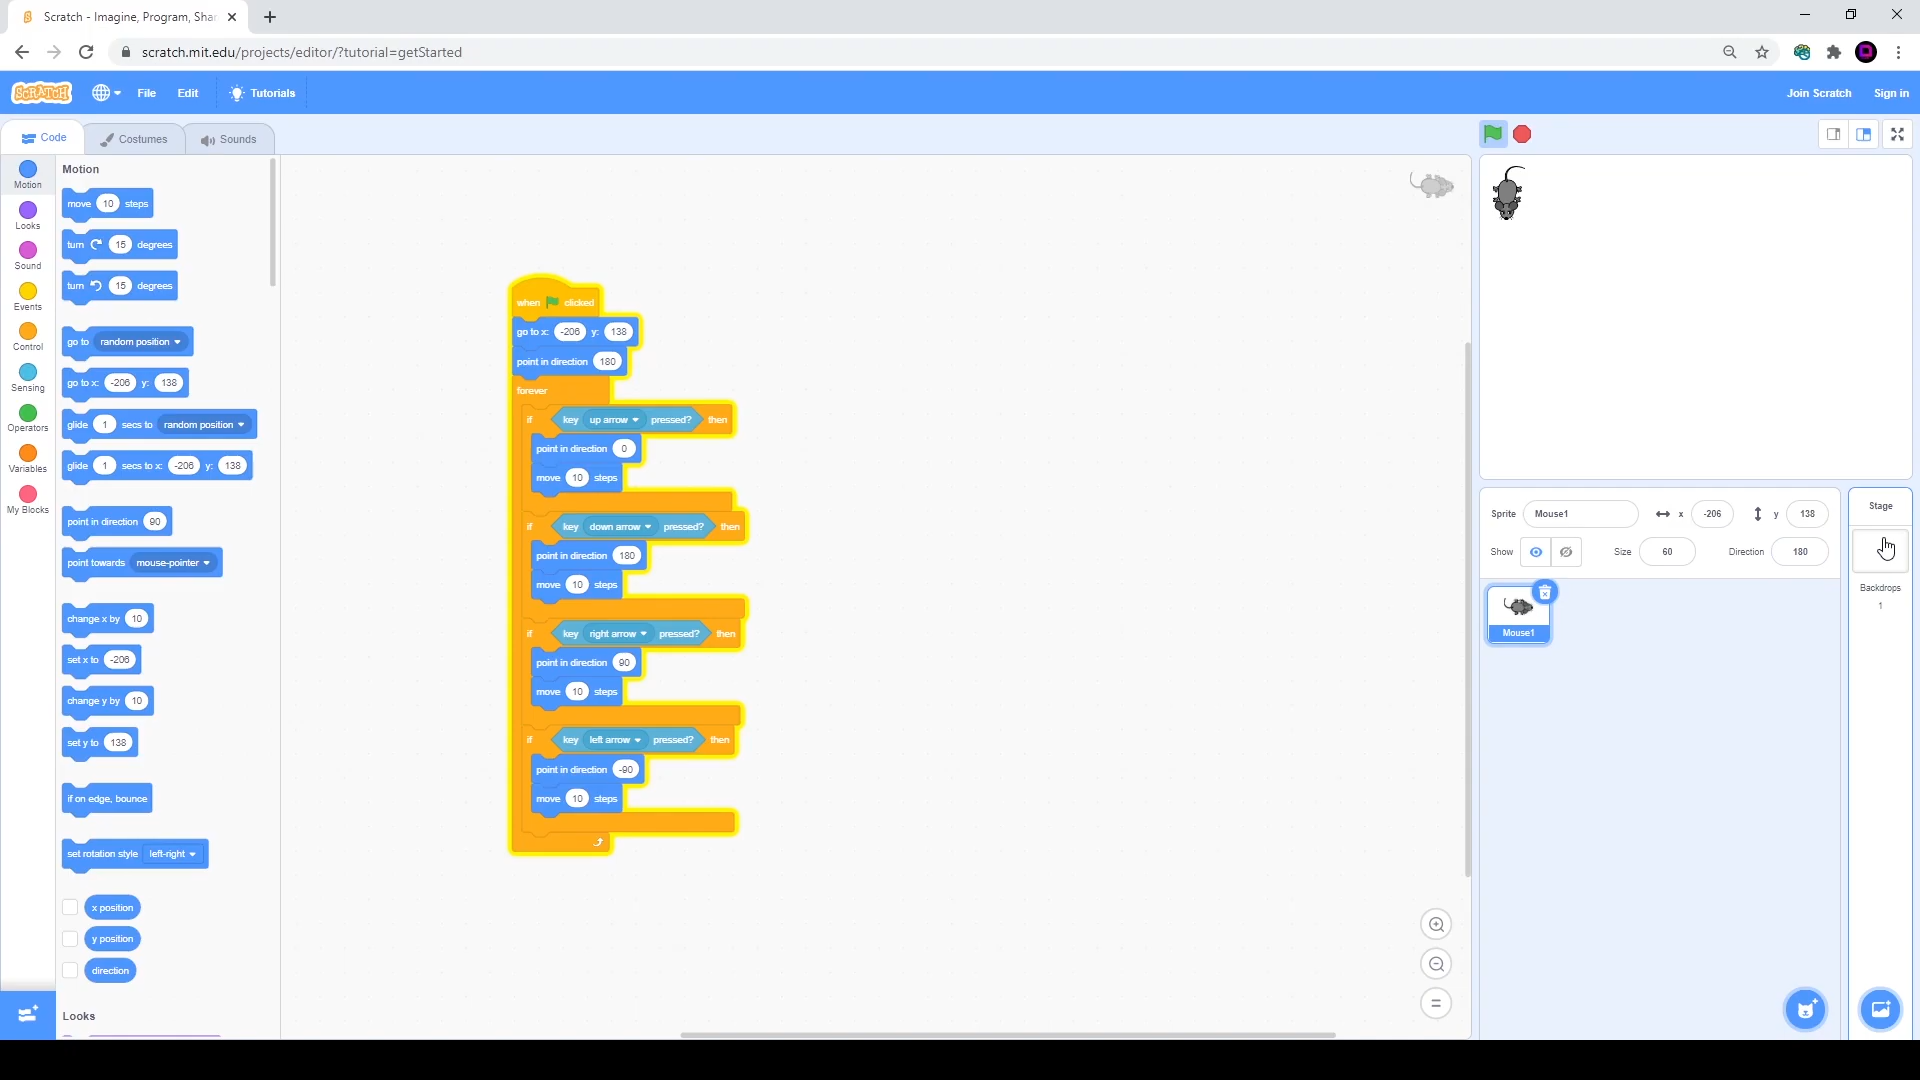 Scratch - Imagine, Program, Shar
scratch.mit.edu/projects/editor/?tutorial=getStarted
SCRATCH File Edit Tutorials Join Scratch Sign in
Code Costumes Sounds
Motion
Looks
Sound
Events
Control
Sensing
Operators
Variables
My Blocks
Motion
move 10 steps
turn 15 degrees
turn 15 degrees
go to random position
go to x: -206 y: 138
glide 1 secs to random position
glide 1 secs to x: -206 y: 138
point in direction 90
point towards mouse-pointer
change x by 10
set x to -206
change y by 10
set y to 138
if on edge, bounce
set rotation style left-right
x position
y position
direction
Looks
when clicked
go to x: -206 y: 138
point in direction 180
forever
if key up arrow pressed? then
point in direction 0
move 10 steps
if key down arrow pressed? then
point in direction 180
move 10 steps
if key right arrow pressed? then
point in direction 90
move 10 steps
if key left arrow pressed? then
point in direction -90
move 10 steps
Sprite Mouse1 x -206 y 138
Show Size 60 Direction 180
Mouse1
Stage
Backdrops
1